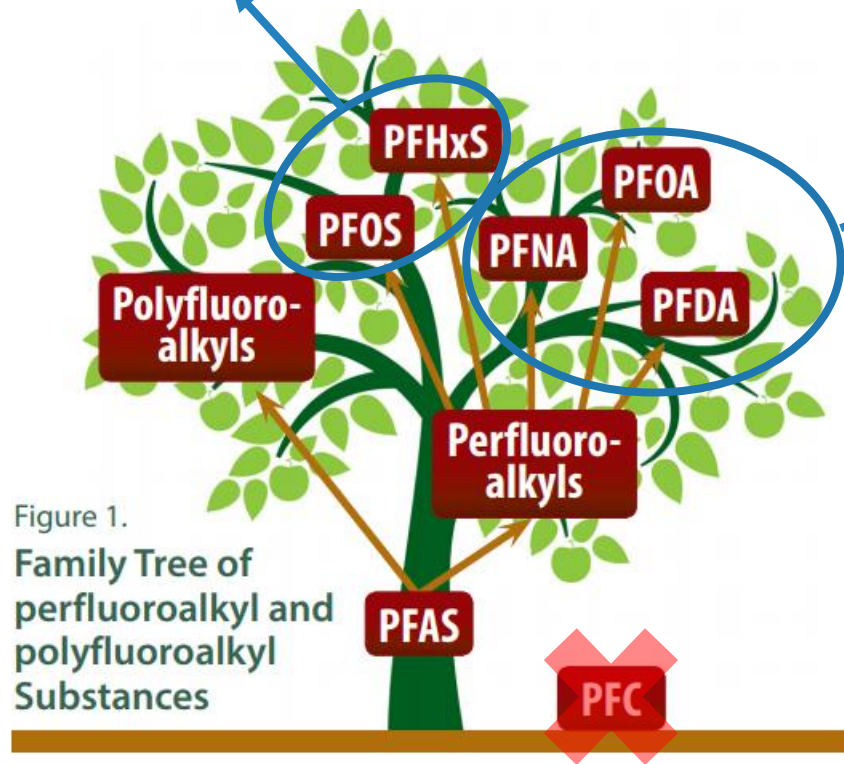 PFHxS
PFOA
PFOS
PFNA
Polyfluoro-
alkyls
PFDA
Perfluoro-
alkyls
Figure 1.
Family Tree of
perfluoroalkyl and
polyfluoroalkyl
Substances
PFAS
PFC